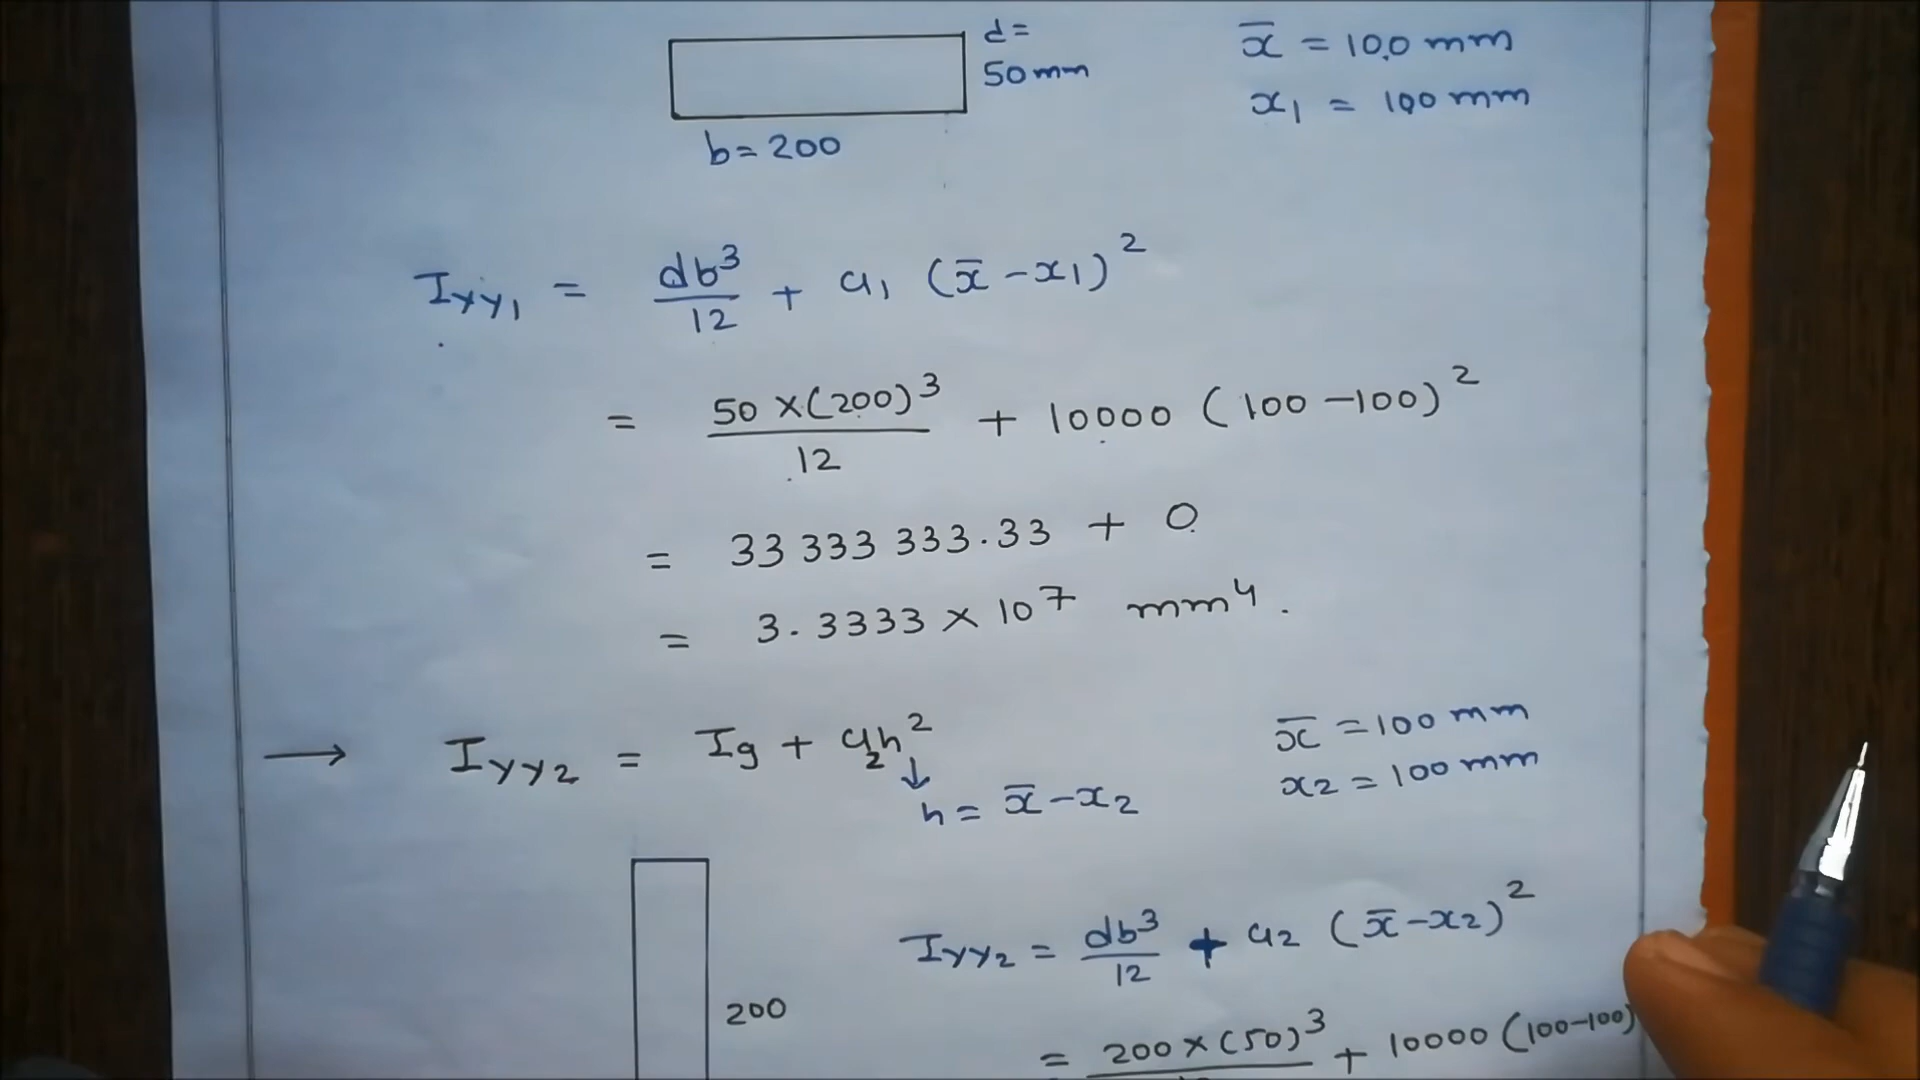 d=
50mm
b=200
x̄ = 100 mm
x₁ = 100 mm
Iyy₁ = db³/12 + a₁ (x̄ - x₁)²
= 50 ×(200)³/12 + 10000 (100-100)²
= 33 333 333.33 + 0
= 3.3333 × 10⁷ mm⁴.
→ Iyy₂ = Ig + a₂h²
↓
h = x̄ - x₂
x̄ = 100 mm
x₂ = 100 mm
200
Iyy₂ = db³/12 + a₂ (x̄ - x₂)²
= 200 × (50)³ + 10000 (100-100)